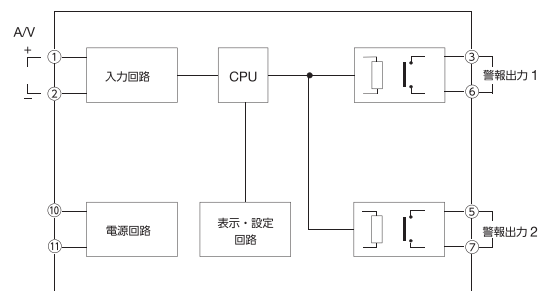 A/V
+
①
−
②
入力回路
CPU
③
⑥
警報出力1
⑩
⑪
電源回路
表示・設定
回路
⑤
⑦
警報出力2